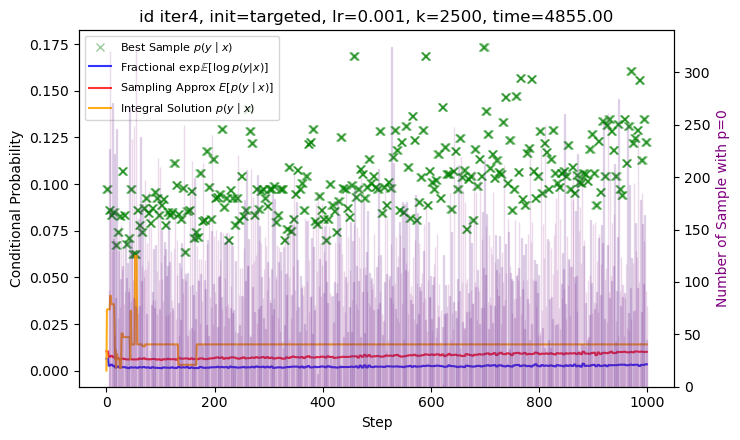 id iter4, init=targeted, lr=0.001, k=2500, time=4855.00
Best Sample p(y | x)
Fractional exp𝔼[log p(y|x)]
Sampling Approx E[p(y | x)]
Integral Solution p(y | x)
Conditional Probability
0.175
0.150
0.125
0.100
0.075
0.050
0.025
0.000
0
200
400
600
800
1000
Step
300
250
200
150
100
50
0
Number of Sample with p=0